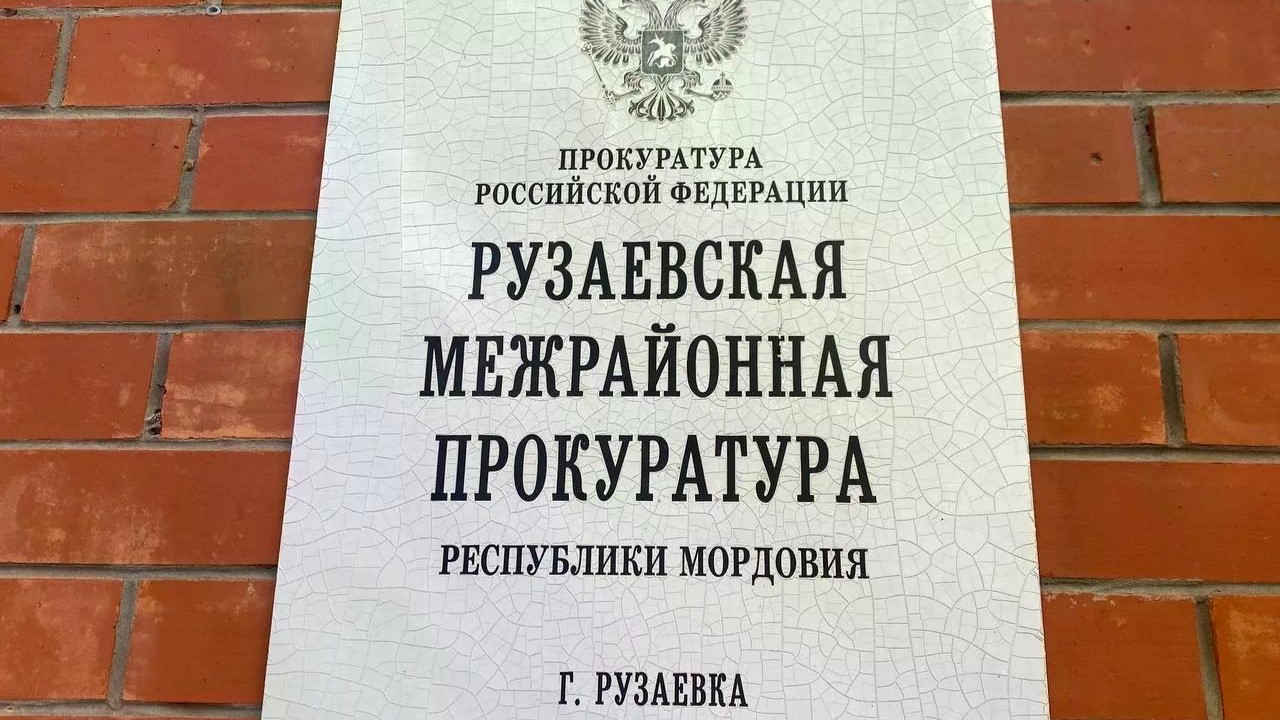 ПРОКУРАТУРА
РОССИЙСКОЙ ФЕДЕРАЦИИ
РУЗАЕВСКАЯ
МЕЖРАЙОННАЯ
ПРОКУРАТУРА
РЕСПУБЛИКИ МОРДОВИЯ
Г. РУЗАЕВКА